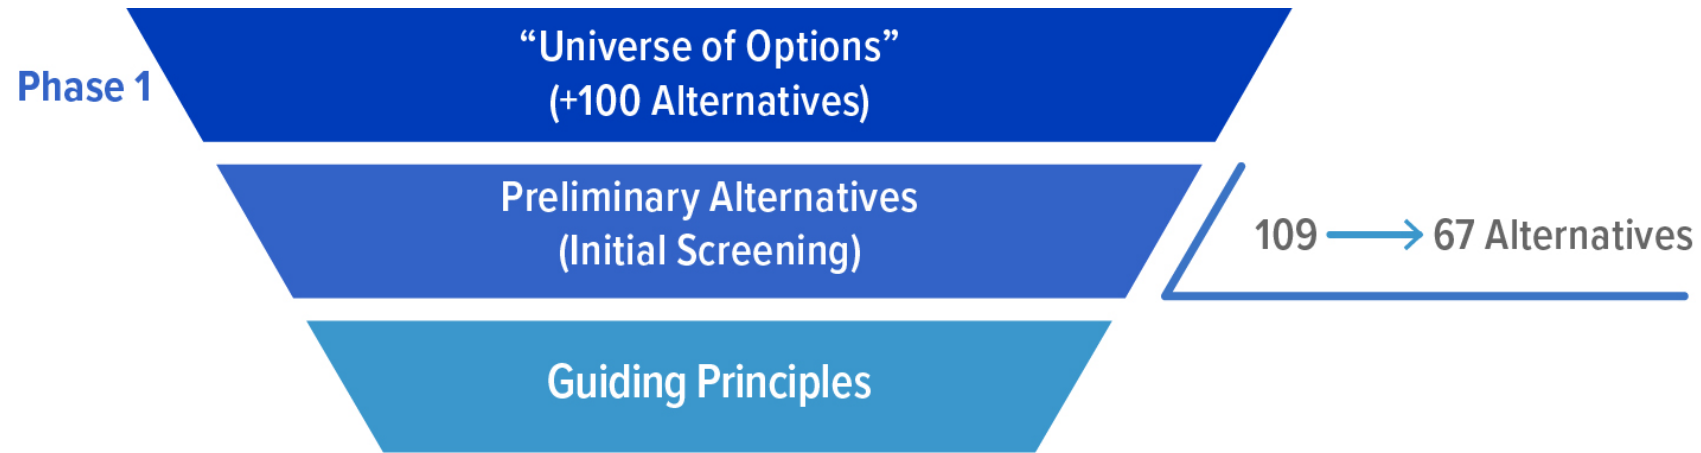 “Universe of Options”
(+100 Alternatives)
Phase 1
Preliminary Alternatives
(Initial Screening)
109 → 67 Alternatives
Guiding Principles